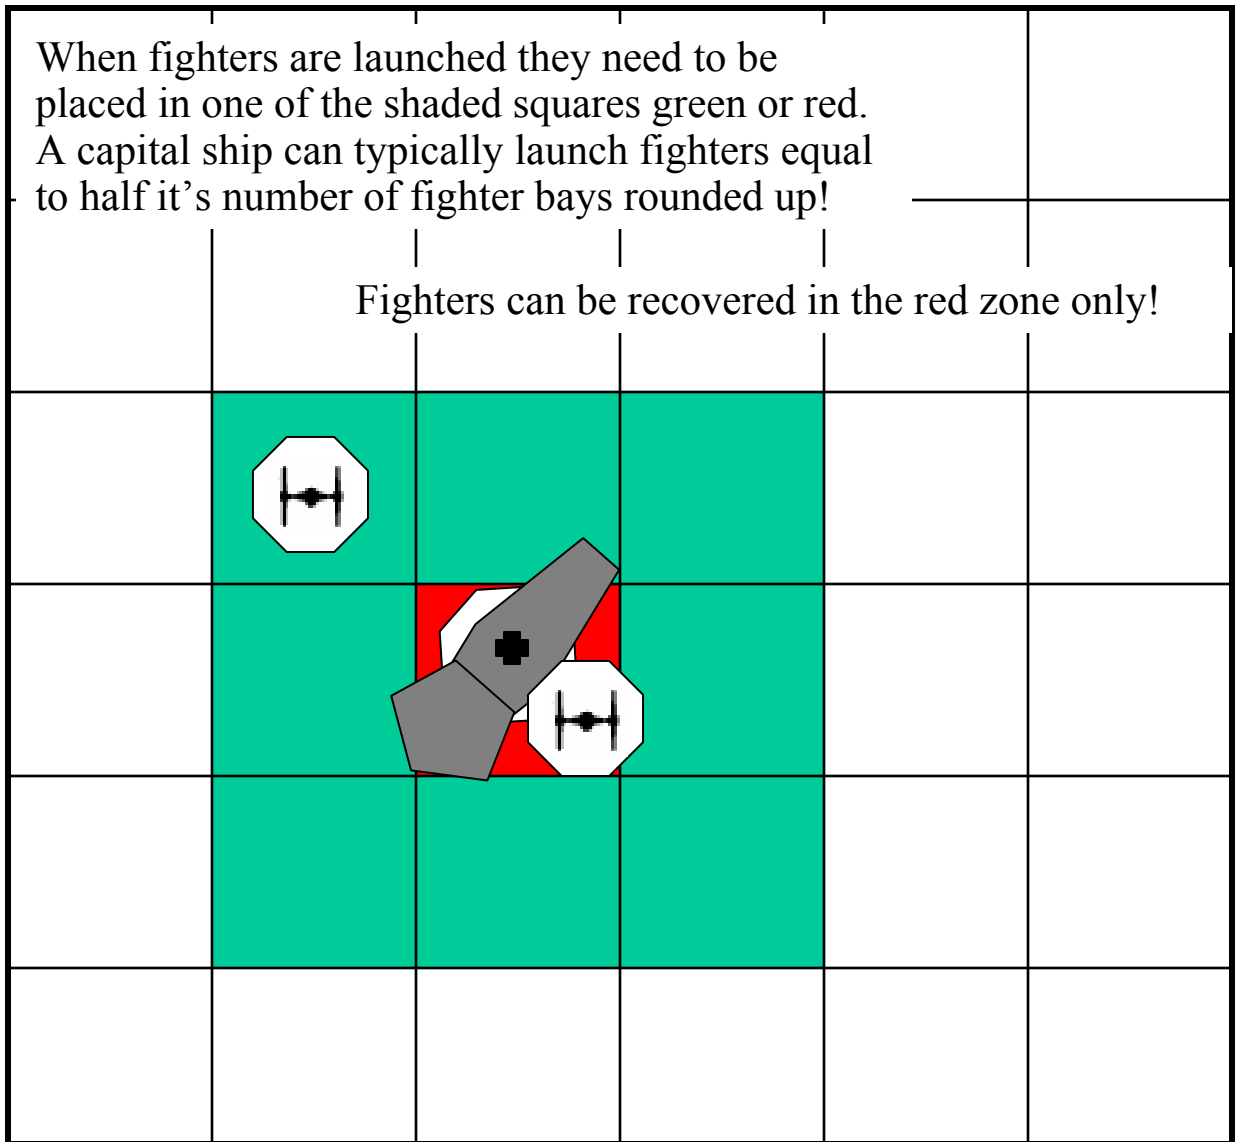 When fighters are launched they need to be
placed in one of the shaded squares green or red.
A capital ship can typically launch fighters equal
to half it’s number of fighter bays rounded up!
Fighters can be recovered in the red zone only!